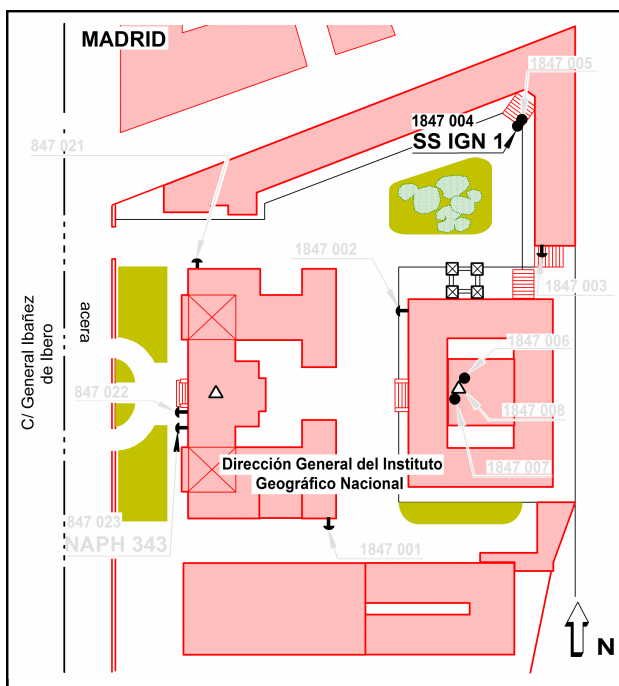 MADRID
1847 005
1847 004
SS IGN 1
847 021
1847 002
1847 003
C/ General Ibañez
de Ibero
acera
1847 006
847 022
1847 008
Dirección General del Instituto
Geográfico Nacional
1847 007
847 023
NAPH 343
1847 001
N